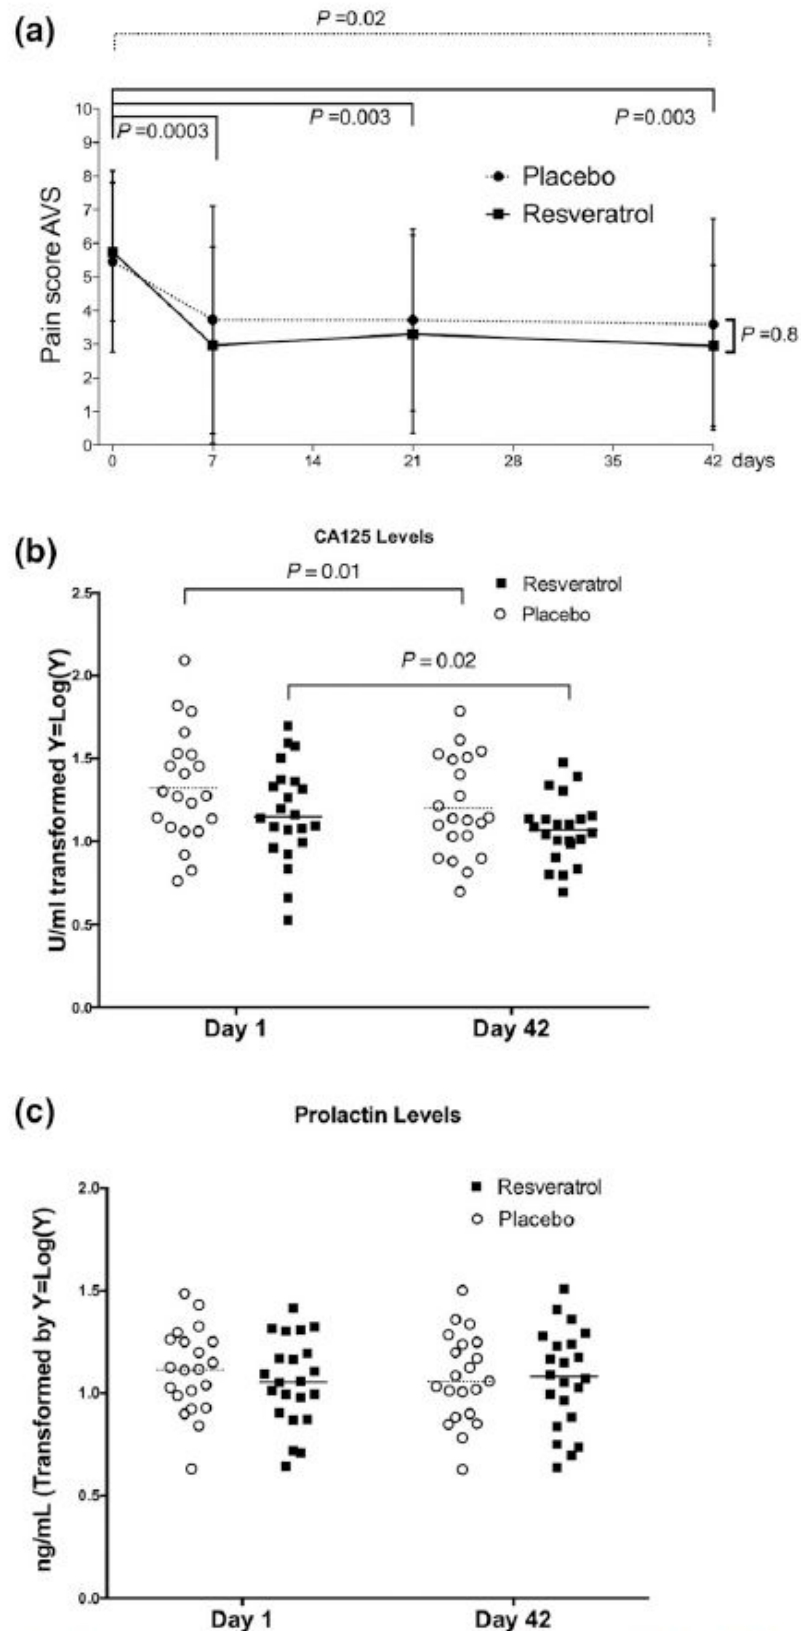 (a)
P =0.02
P =0.0003
P =0.003
P =0.003
Placebo
Resveratrol
Pain score AVS
10
9
8
7
6
5
4
3
2
1
0
P =0.8
0 7 14 21 28 35 42 days
(b)
CA125 Levels
P = 0.01
Resveratrol
Placebo
P = 0.02
U/ml transformed Y=Log(Y)
2.5
2.0
1.5
1.0
0.5
0.0
Day 1 Day 42
(c)
Prolactin Levels
Resveratrol
Placebo
ng/mL (Transformed by Y=Log(Y)
2.0
1.5
1.0
0.5
0.0
Day 1 Day 42